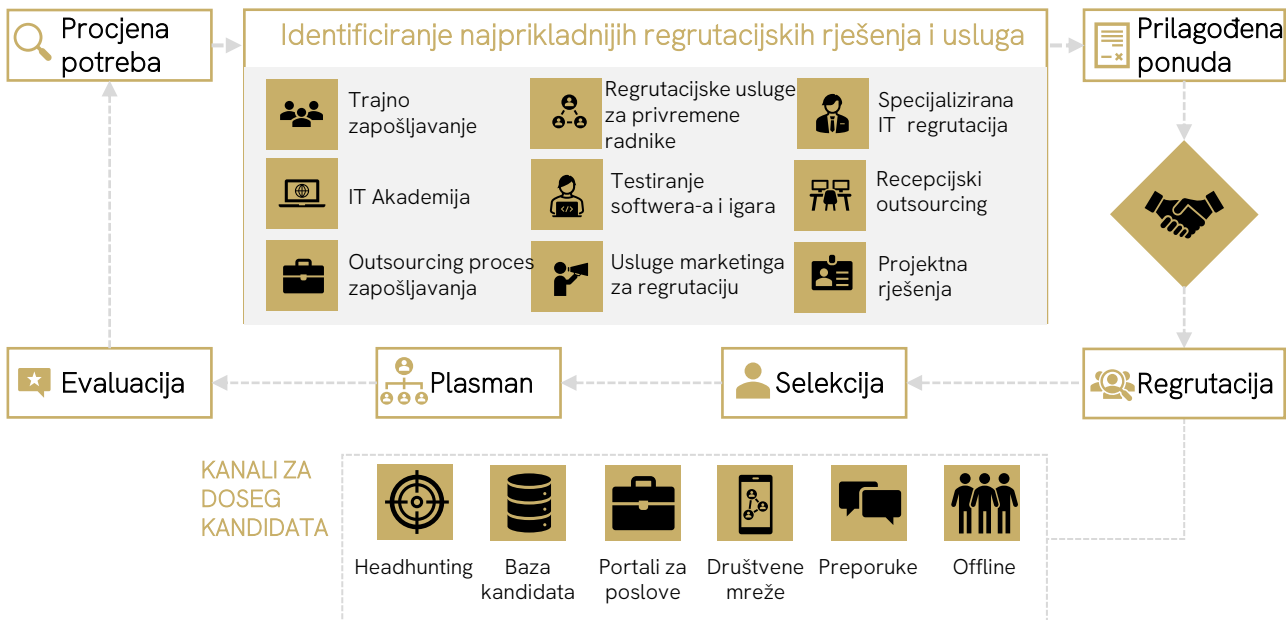 Procjena
potreba
Identificiranje najprikladnijih regrutacijskih rješenja i usluga
Prilagođena
ponuda
Trajno
zapošljavanje
Regrutacijske usluge
za privremene
radnike
Specijalizirana
IT regrutacija
IT Akademija
Testiranje
softwera-a i igara
Recepcijski
outsourcing
Outsourcing proces
zapošljavanja
Usluge marketinga
za regrutaciju
Projektna
rješenja
Evaluacija
Plasman
Selekcija
Regrutacija
KANALI ZA
DOSEG
KANDIDATA
Headhunting
Baza
kandidata
Portali za
poslove
Društvene
mreže
Preporuke
Offline